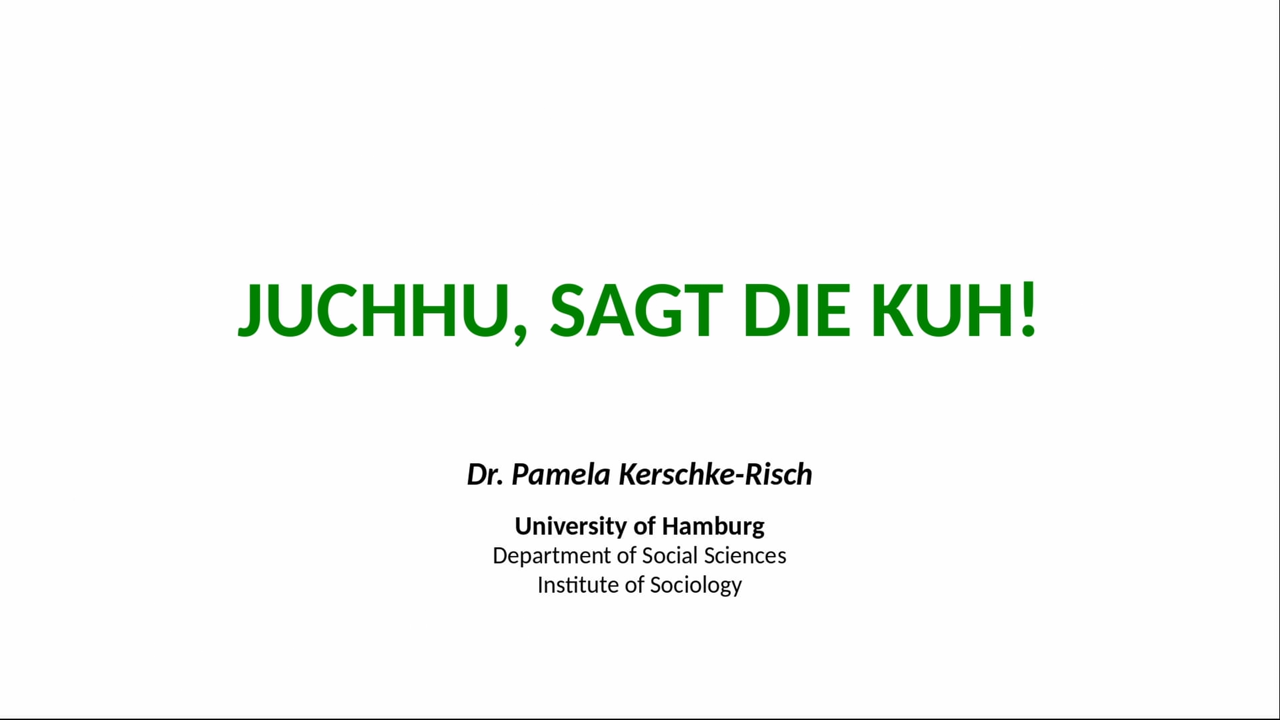 JUCHHU, SAGT DIE KUH!
Dr. Pamela Kerschke-Risch
University of Hamburg
Department of Social Sciences
Institute of Sociology